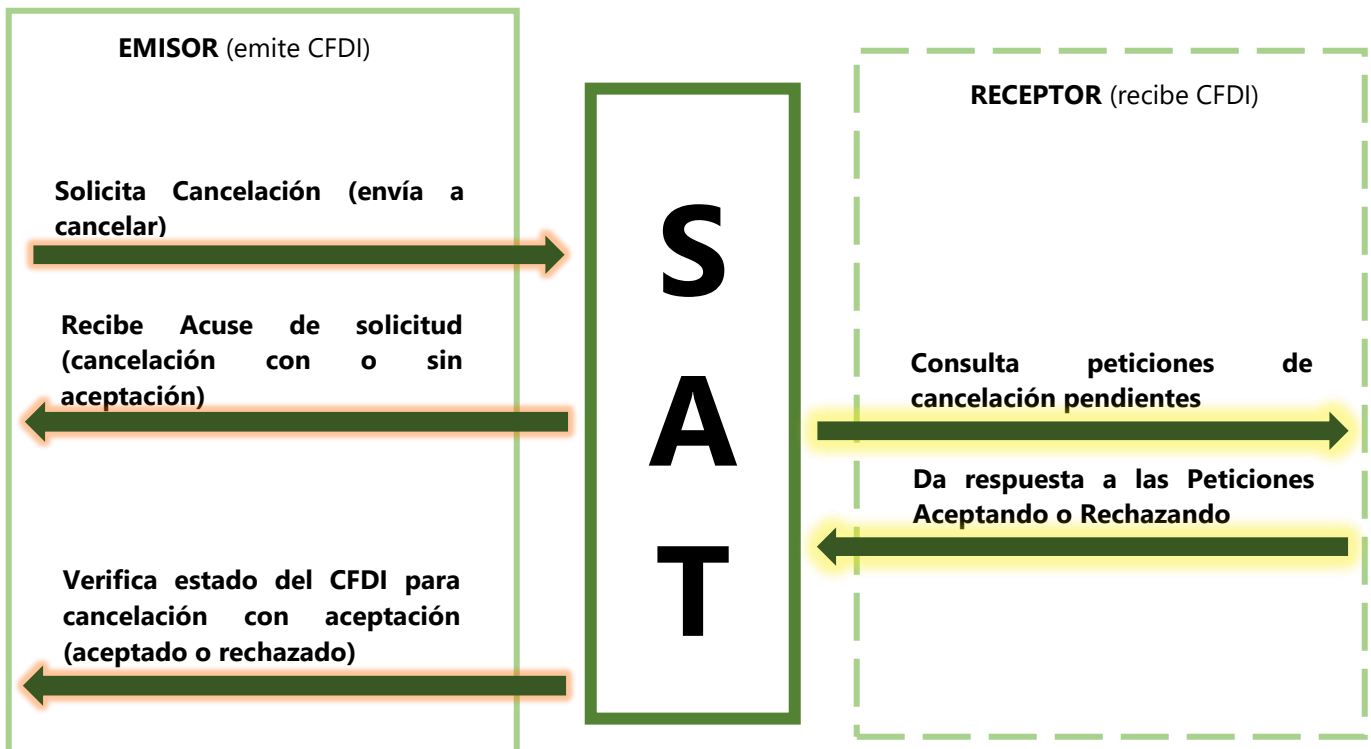 EMISOR (emite CFDI)
Solicita Cancelación (envía a
cancelar)
Recibe Acuse de solicitud
(cancelación con o sin
aceptación)
Verifica estado del CFDI para
cancelación con aceptación
(aceptado o rechazado)
S
A
T
RECEPTOR (recibe CFDI)
Consulta peticiones de
cancelación pendientes
Da respuesta a las Peticiones
Aceptando o Rechazando